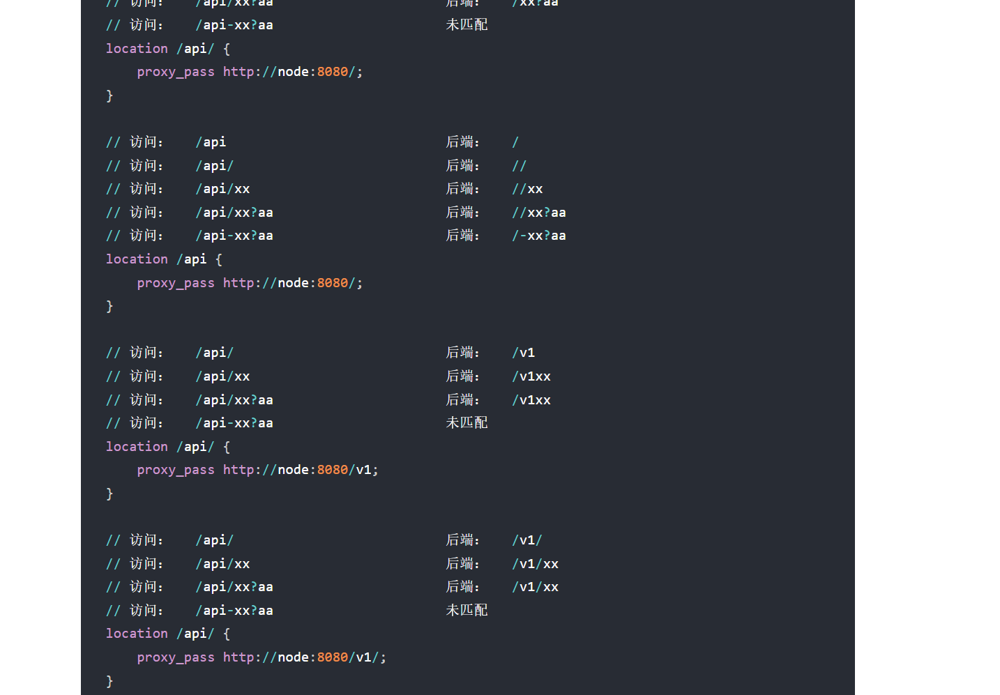 // 访问： /api/xx?aa 后端： /xx?aa
// 访问： /api-xx?aa 未匹配
location /api/ {
proxy_pass http://node:8080/;
}
// 访问： /api 后端： /
// 访问： /api/ 后端： //
// 访问： /api/xx 后端： //xx
// 访问： /api/xx?aa 后端： //xx?aa
// 访问： /api-xx?aa 后端： /-xx?aa
location /api {
proxy_pass http://node:8080/;
}
// 访问： /api/ 后端： /v1
// 访问： /api/xx 后端： /v1xx
// 访问： /api/xx?aa 后端： /v1xx
// 访问： /api-xx?aa 未匹配
location /api/ {
proxy_pass http://node:8080/v1;
}
// 访问： /api/ 后端： /v1/
// 访问： /api/xx 后端： /v1/xx
// 访问： /api/xx?aa 后端： /v1/xx
// 访问： /api-xx?aa 未匹配
location /api/ {
proxy_pass http://node:8080/v1/;
}